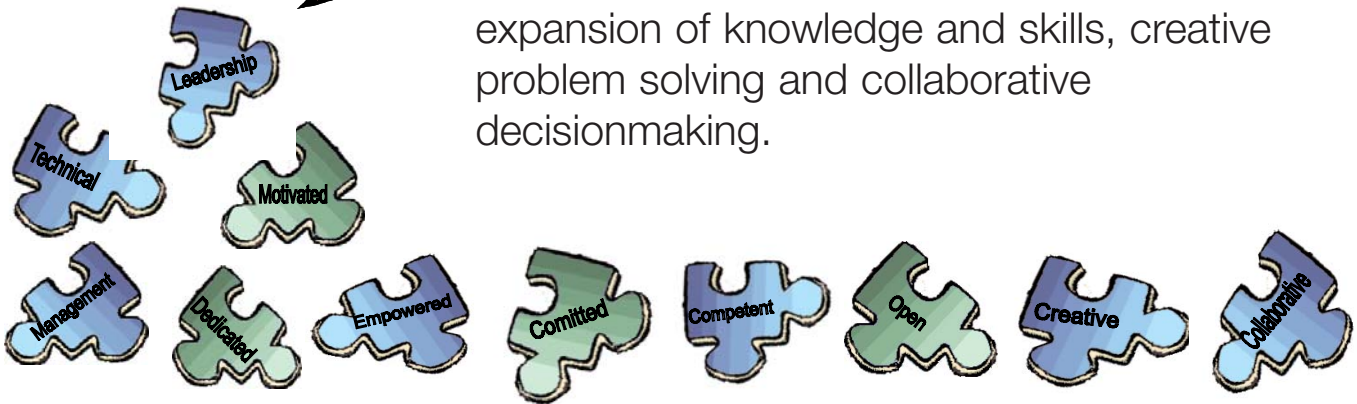 expansion of knowledge and skills, creative
problem solving and collaborative
decisionmaking.
Leadership
Technical
Motivated
Management
Dedicated
Empowered
Comitted
Competent
Open
Creative
Collaborative